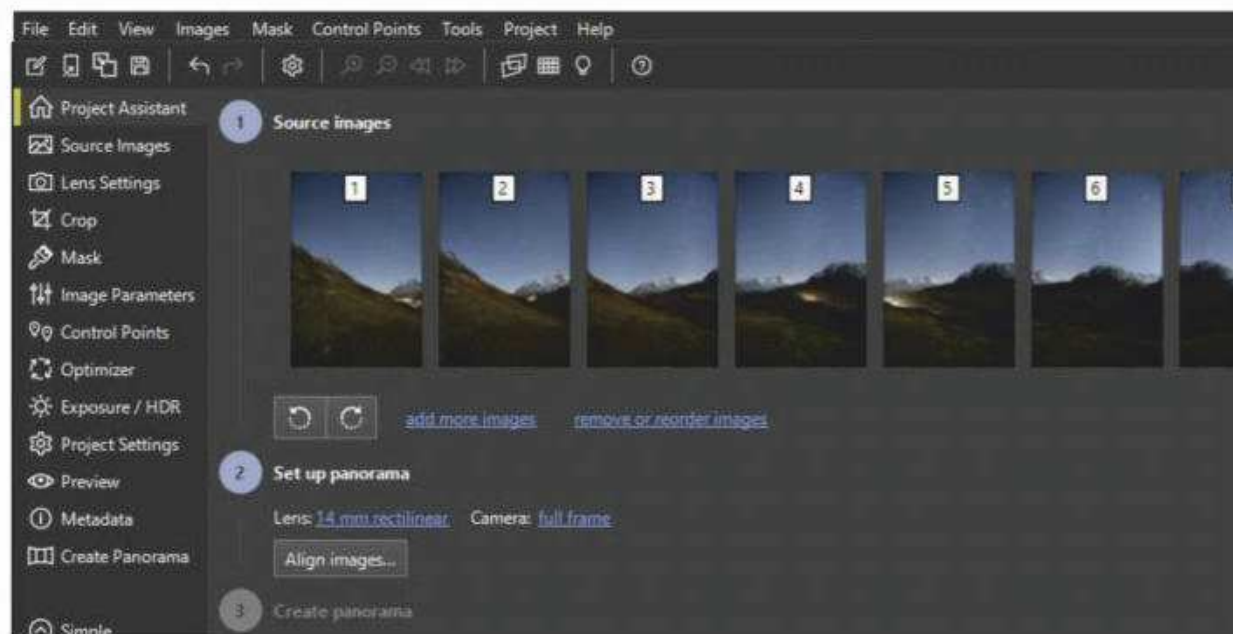 File Edit View Images Mask Control Points Tools Project Help
Project Assistant
Source Images
Lens Settings
Crop
Mask
Image Parameters
Control Points
Optimizer
Exposure / HDR
Project Settings
Preview
Metadata
Create Panorama
Simple
1 Source images
1 2 3 4 5 6
add more images remove or reorder images
2 Set up panorama
Lens: 14 mm rectilinear Camera: full frame
Align images...
3 Create panorama